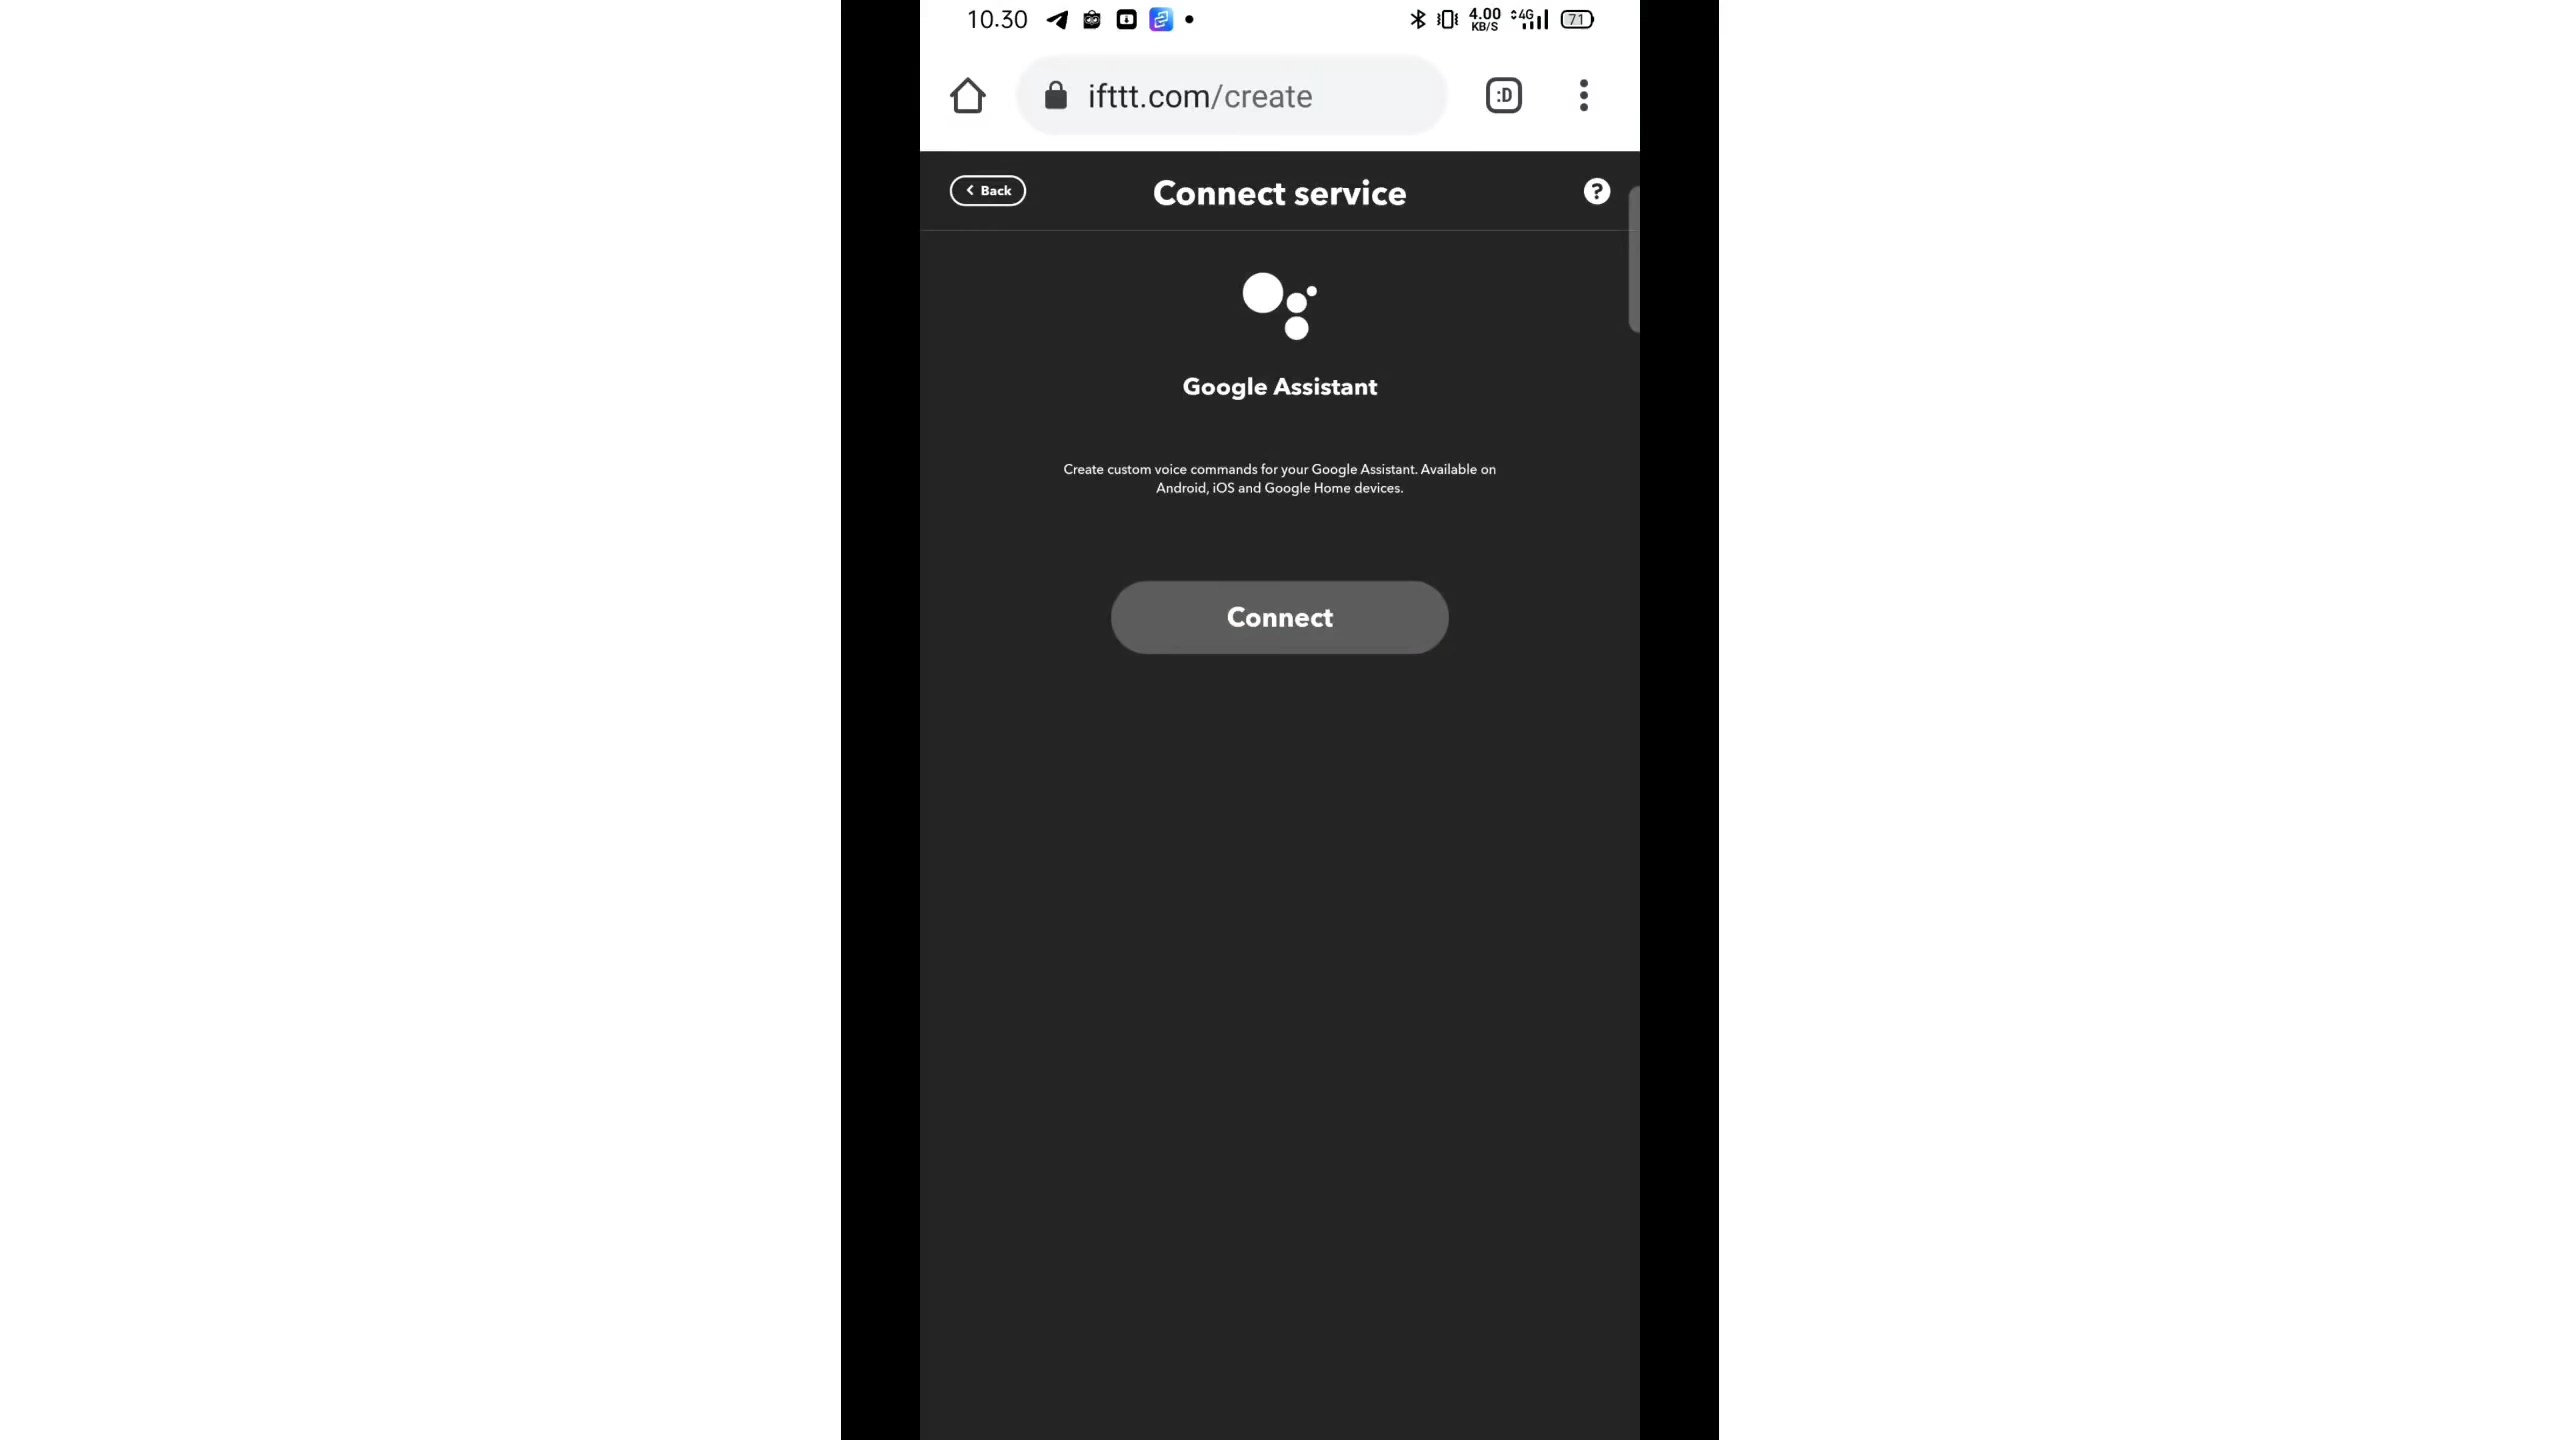 10.30
4.00
KB/S
4G
71
ifttt.com/create
:D
Back
Connect service
?
Google Assistant
Create custom voice commands for your Google Assistant. Available on
Android, iOS and Google Home devices.
Connect